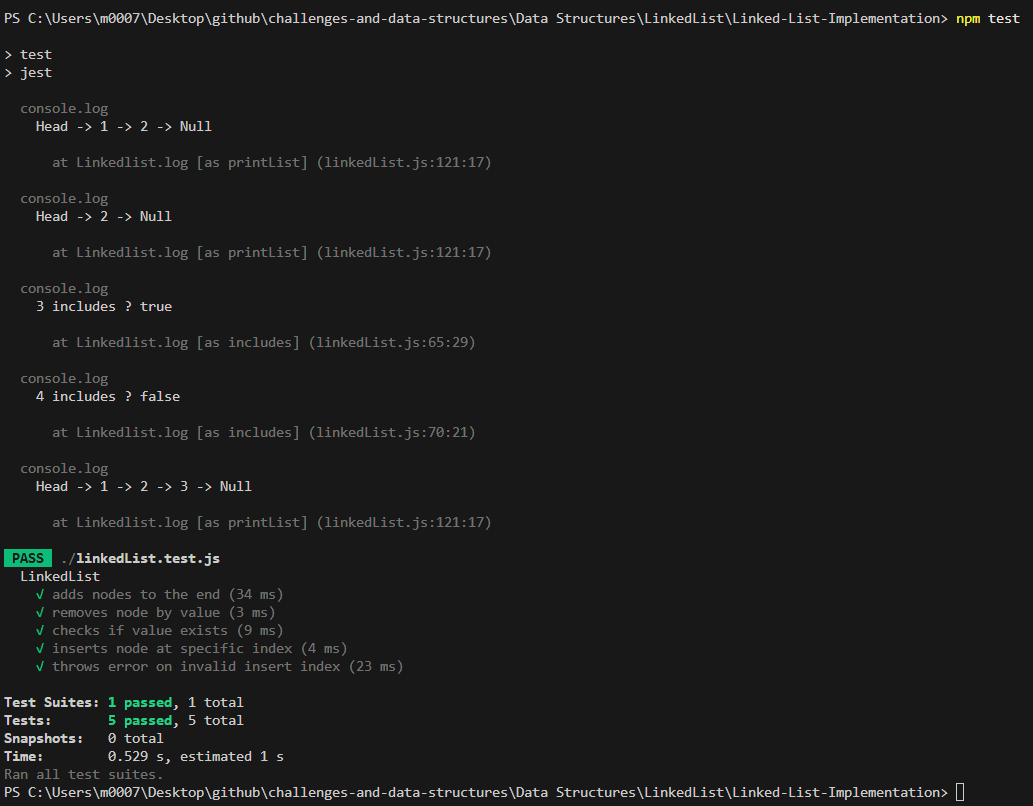 PS C:\Users\m0007\Desktop\github\challenges-and-data-structures\Data Structures\LinkedList\Linked-List-Implementation> npm test
> test
> jest
console.log
Head -> 1 -> 2 -> Null
at Linkedlist.log [as printList] (linkedList.js:121:17)
console.log
Head -> 2 -> Null
at Linkedlist.log [as printList] (linkedList.js:121:17)
console.log
3 includes ? true
at Linkedlist.log [as includes] (linkedList.js:65:29)
console.log
4 includes ? false
at Linkedlist.log [as includes] (linkedList.js:70:21)
console.log
Head -> 1 -> 2 -> 3 -> Null
at Linkedlist.log [as printList] (linkedList.js:121:17)
PASS ./linkedList.test.js
LinkedList
√ adds nodes to the end (34 ms)
√ removes node by value (3 ms)
√ checks if value exists (9 ms)
√ inserts node at specific index (4 ms)
√ throws error on invalid insert index (23 ms)
Test Suites: 1 passed, 1 total
Tests: 5 passed, 5 total
Snapshots: 0 total
Time: 0.529 s, estimated 1 s
Ran all test suites.
PS C:\Users\m0007\Desktop\github\challenges-and-data-structures\Data Structures\LinkedList\Linked-List-Implementation>